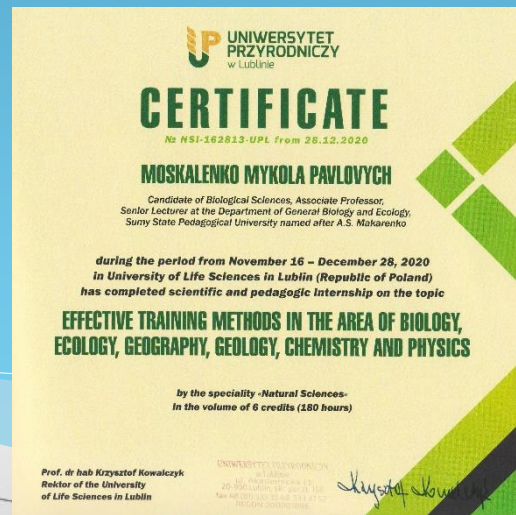 UNIWERSYTET
PRZYRODNICZY
w Lublinie
CERTIFICATE
№ NSI-162813-UPL from 28.12.2020
MOSKALENKO MYKOLA PAVLOVYCH
Candidate of Biological Sciences, Associate Professor,
Senior Lecturer at the Department of General Biology and Ecology,
Sumy State Pedagogical University named after A.S. Makarenko
during the period from November 16 – December 28, 2020
in University of Life Sciences in Lublin (Republic of Poland)
has completed scientific and pedagogic internship on the topic
EFFECTIVE TRAINING METHODS IN THE AREA OF BIOLOGY,
ECOLOGY, GEOGRAPHY, GEOLOGY, CHEMISTRY AND PHYSICS
by the speciality «Natural Sciences»
in the volume of 6 credits (180 hours)
UNIWERSYTET PRZYRODNICZY
w Lublinie
Prof. dr hab Krzysztof Kowalczyk
Rektor of the University
of Life Sciences in Lublin